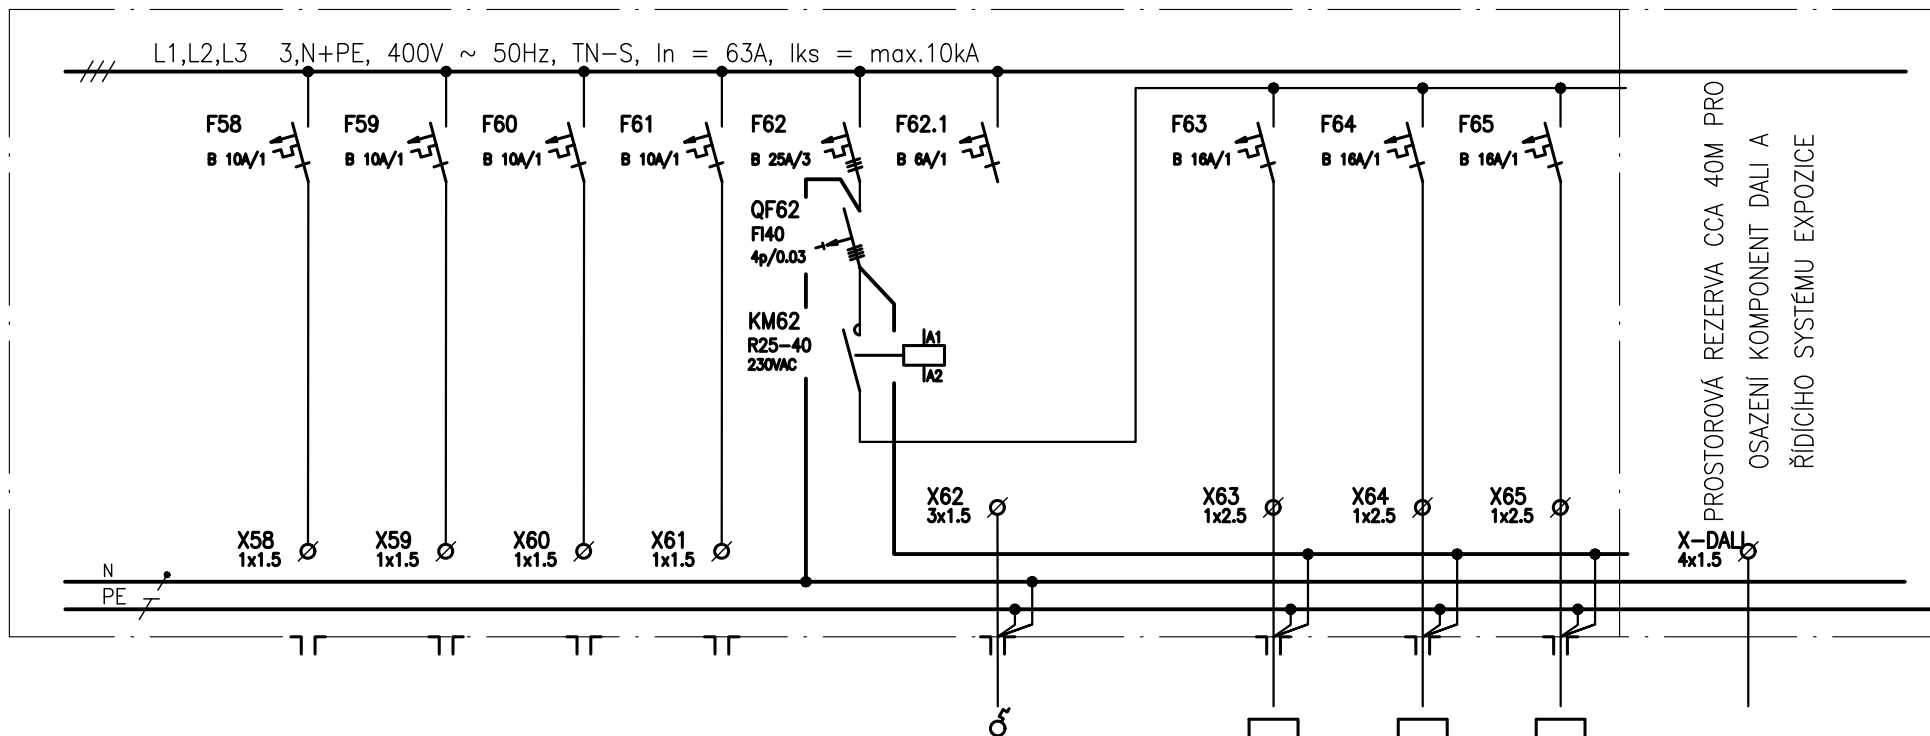 L1,L2,L3 3,N+PE, 400V ~ 50Hz, TN-S, In = 63A, Iks = max.10kA
F58
B 10A/1
F59
B 10A/1
F60
B 10A/1
F61
B 10A/1
F62
B 25A/3
F62.1
B 6A/1
F63
B 16A/1
F64
B 16A/1
F65
B 16A/1
QF62
FI40
4p/0.03
KM62
R25-40
230VAC
A1
A2
X58
1x1.5
X59
1x1.5
X60
1x1.5
X61
1x1.5
X62
3x1.5
X63
1x2.5
X64
1x2.5
X65
1x2.5
X-DALI
4x1.5
N
PE
PROSTOROVÁ REZERVA CCA 40M PRO
OSAZENÍ KOMPONENT DALI A
ŘÍDÍCÍHO SYSTÉMU EXPOZICE